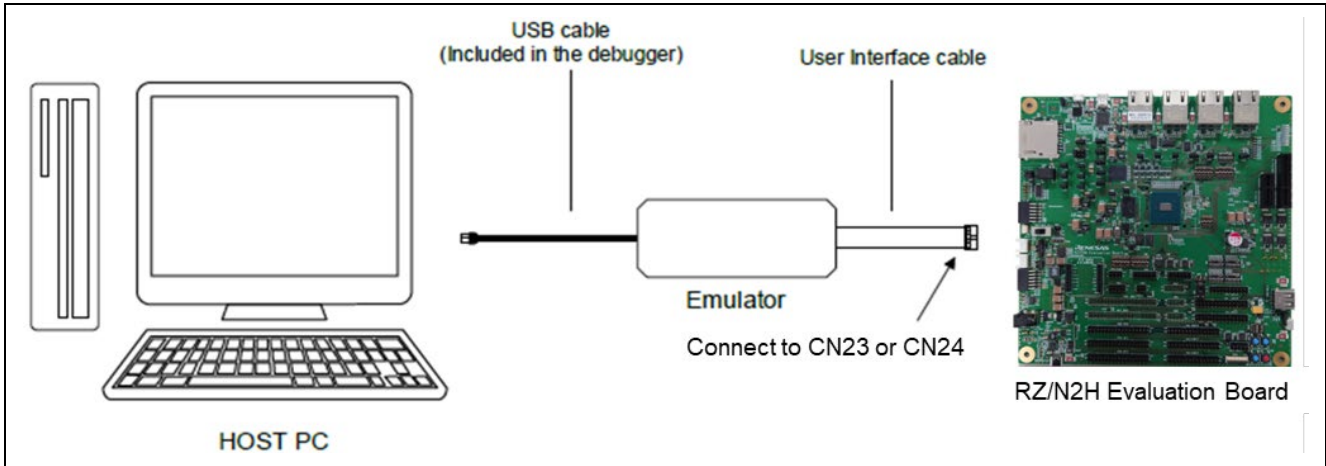 USB cable
(Included in the debugger)
User Interface cable
Emulator
Connect to CN23 or CN24
RZ/N2H Evaluation Board
HOST PC
RENESAS